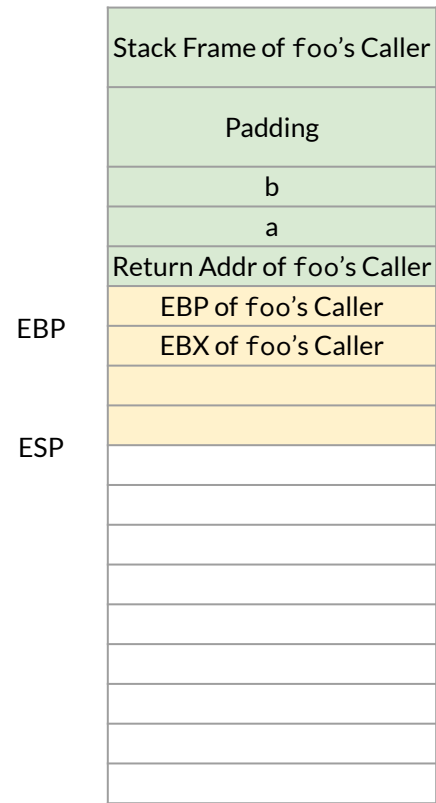 Stack Frame of foo’s Caller
Padding
b
a
Return Addr of foo’s Caller
EBP of foo’s Caller
EBP
EBX of foo’s Caller
ESP